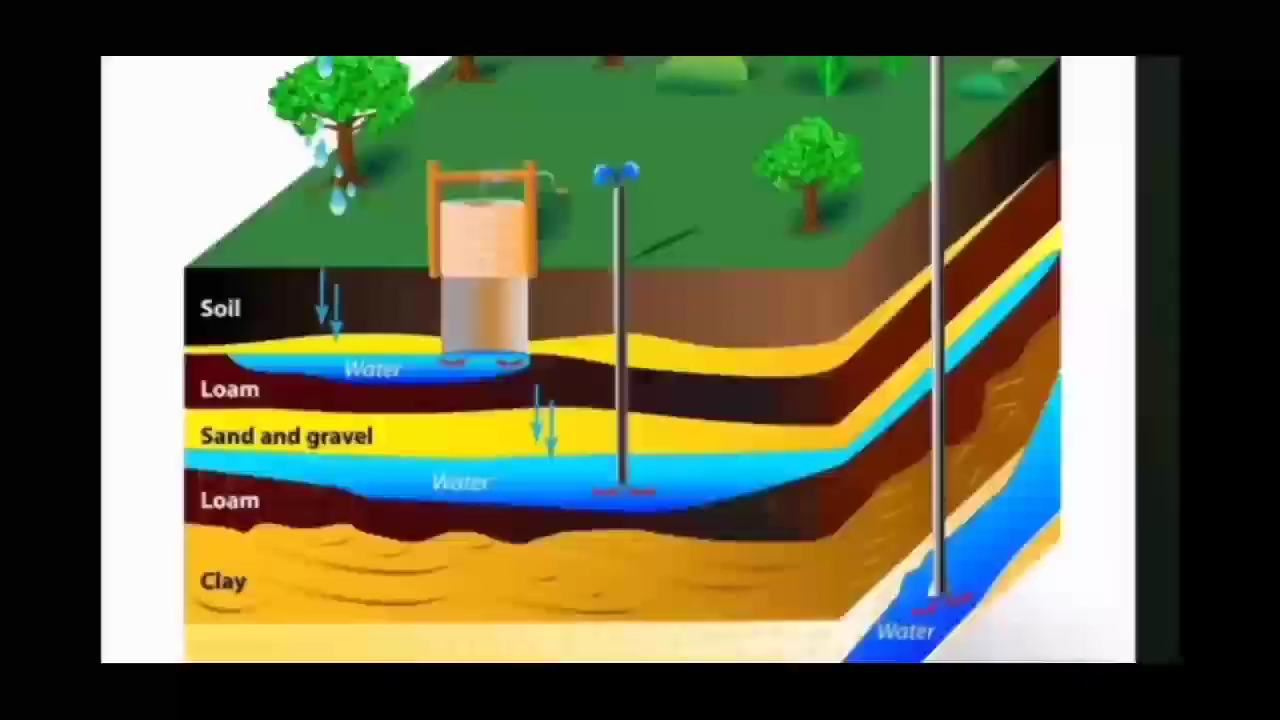 Soil
Water
Loam
Sand and gravel
Water
Loam
Clay
Water